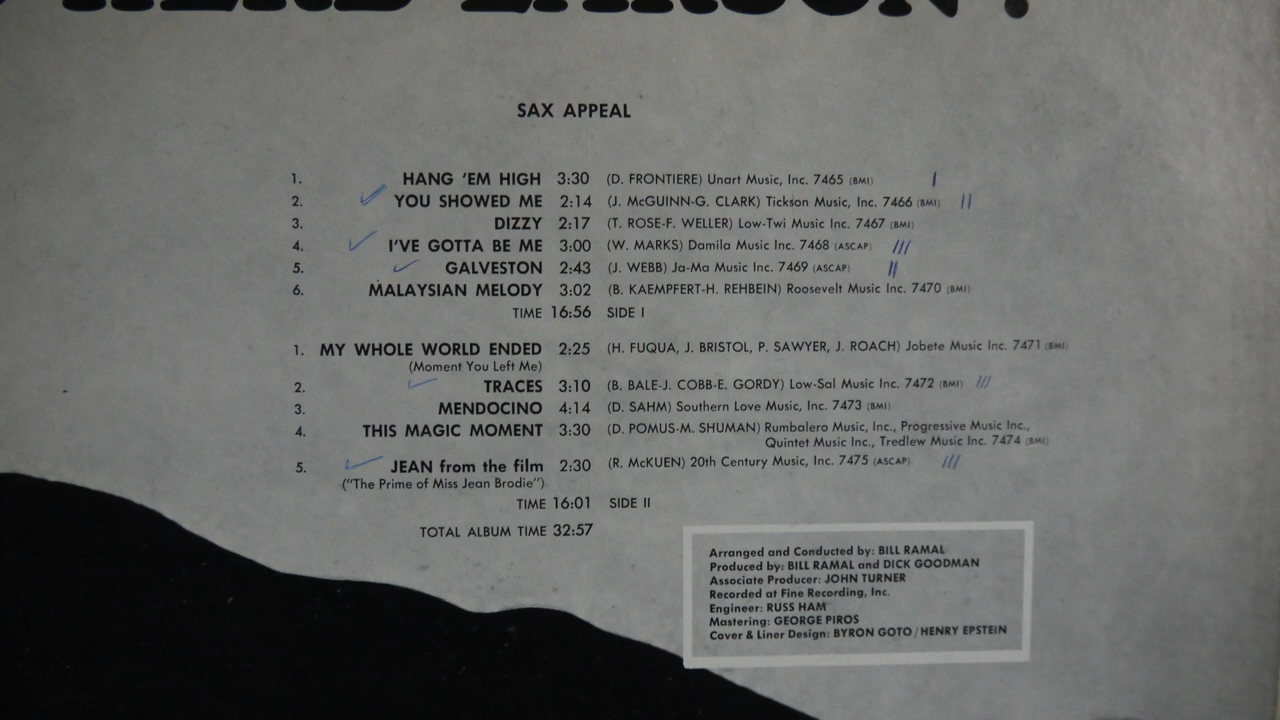 HERB LARSON?
SAX APPEAL
1. HANG 'EM HIGH 3:30 (D. FRONTIERE) Unart Music, Inc. 7465 (BMI)
2. YOU SHOWED ME 2:14 (J. McGUINN-G. CLARK) Tickson Music, Inc. 7466 (BMI)
3. DIZZY 2:17 (T. ROSE-F. WELLER) Low-Twi Music Inc. 7467 (BMI)
4. I'VE GOTTA BE ME 3:00 (W. MARKS) Damila Music Inc. 7468 (ASCAP)
5. GALVESTON 2:43 (J. WEBB) Ja-Ma Music Inc. 7469 (ASCAP)
6. MALAYSIAN MELODY 3:02 (B. KAEMPFERT-H. REHBEIN) Roosevelt Music Inc. 7470 (BMI)
TIME 16:56 SIDE I
1. MY WHOLE WORLD ENDED 2:25 (H. FUQUA, J. BRISTOL, P. SAWYER, J. ROACH) Jobete Music Inc. 7471 (BMI)
(Moment You Left Me)
2. TRACES 3:10 (B. BALE-J. COBB-E. GORDY) Low-Sal Music Inc. 7472 (BMI)
3. MENDOCINO 4:14 (D. SAHM) Southern Love Music, Inc. 7473 (BMI)
4. THIS MAGIC MOMENT 3:30 (D. POMUS-M. SHUMAN) Rumbalero Music, Inc., Progressive Music Inc.,
Quintet Music Inc., Tredlew Music Inc. 7474 (BMI)
5. JEAN from the film 2:30 (R. McKUEN) 20th Century Music, Inc. 7475 (ASCAP)
("The Prime of Miss Jean Brodie")
TIME 16:01 SIDE II
TOTAL ALBUM TIME 32:57
Arranged and Conducted by: BILL RAMAL
Produced by: BILL RAMAL and DICK GOODMAN
Associate Producer: JOHN TURNER
Recorded at Fine Recording, Inc.
Engineer: RUSS HAM
Mastering: GEORGE PIROS
Cover & Liner Design: BYRON GOTO/HENRY EPSTEIN